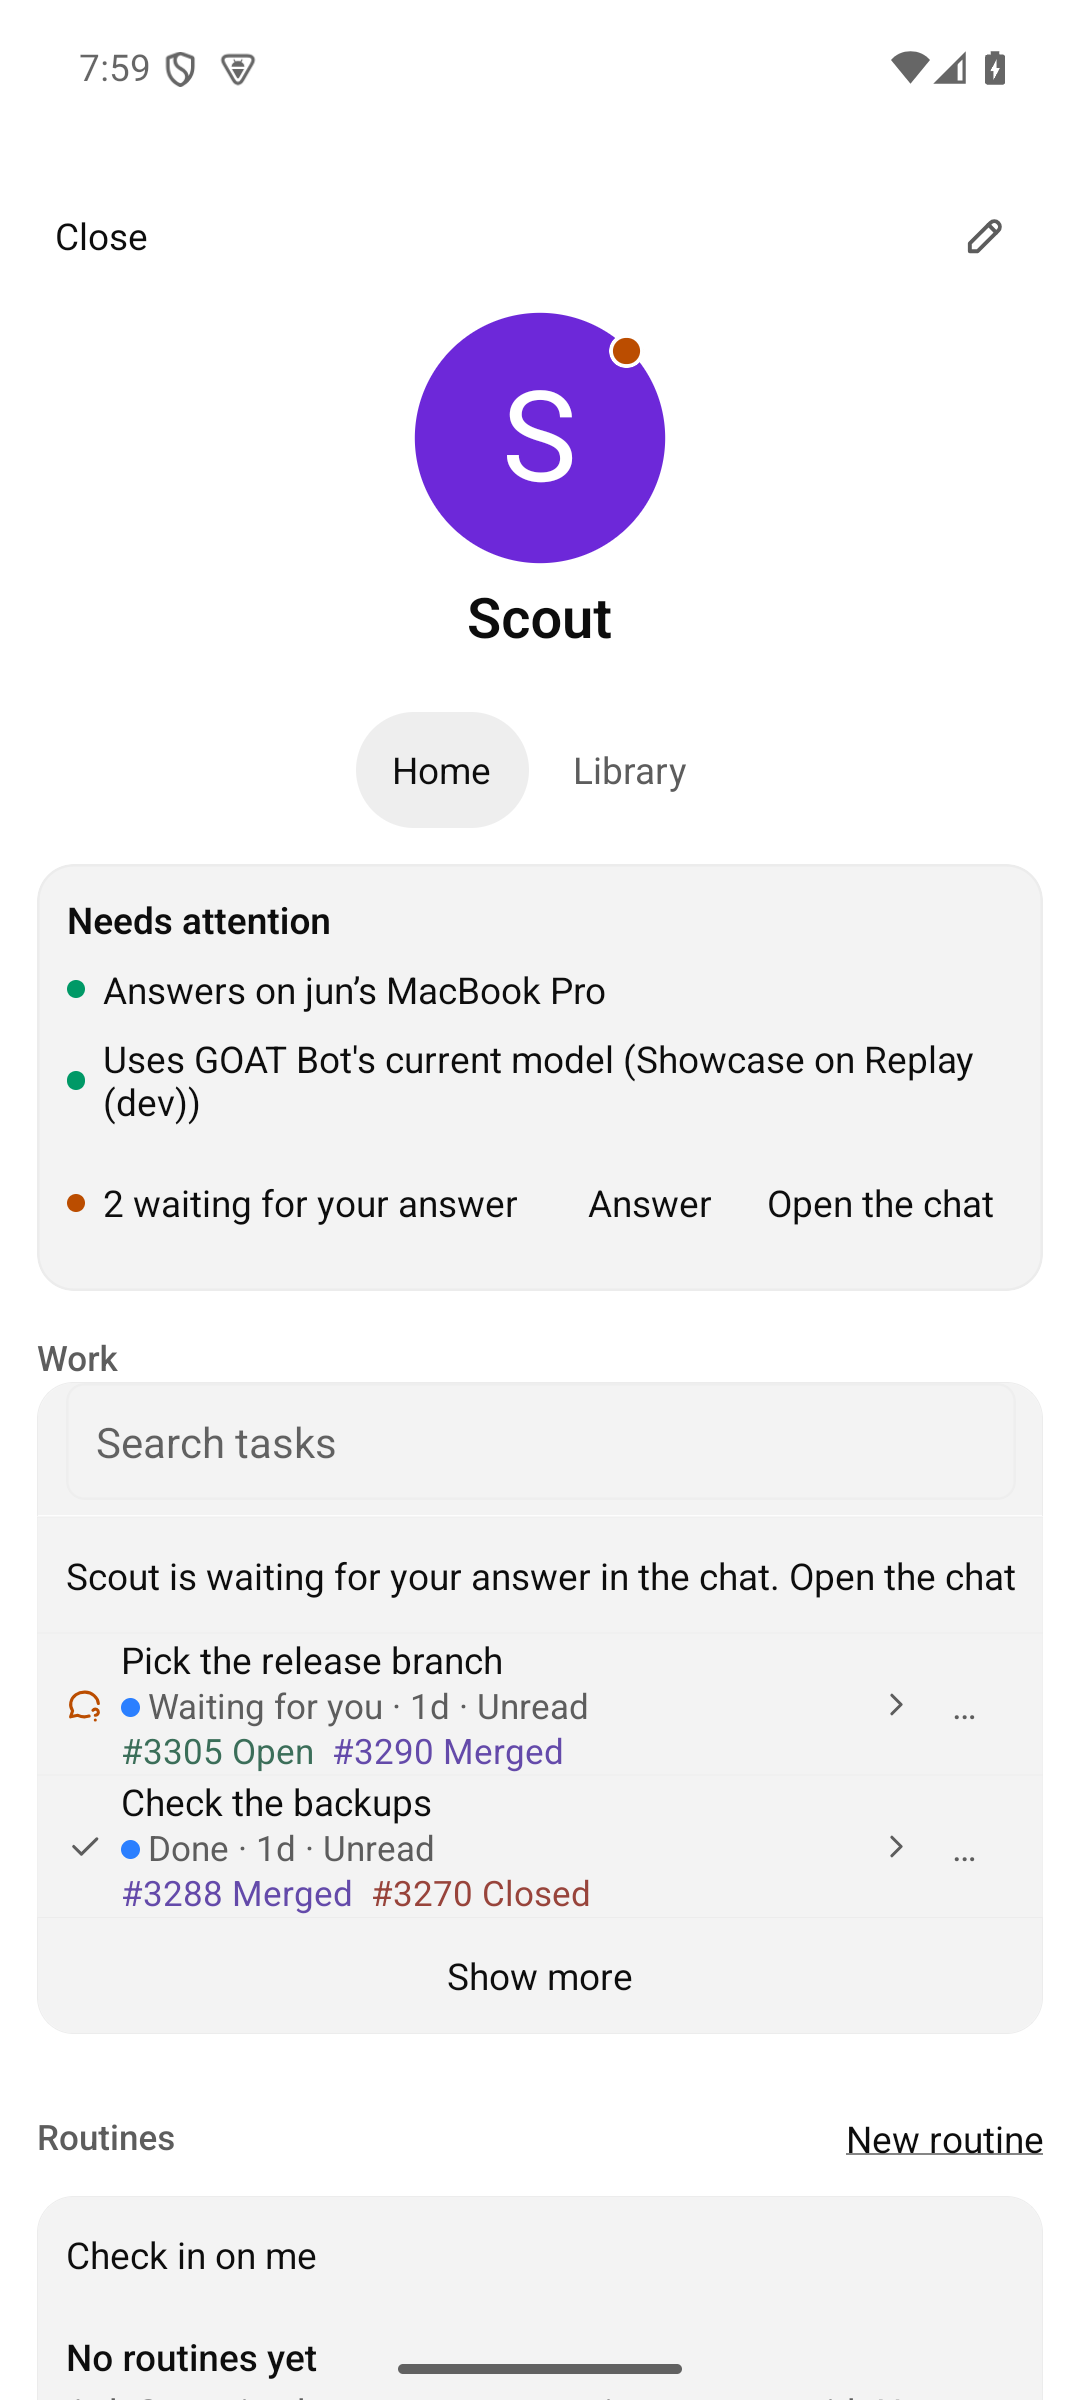 7:59
Close
S
Scout
Home Library
Needs attention
Answers on jun’s MacBook Pro
Uses GOAT Bot's current model (Showcase on Replay
(dev))
2 waiting for your answer Answer Open the chat
Work
Search tasks
Scout is waiting for your answer in the chat. Open the chat
Pick the release branch
Waiting for you · 1d · Unread
...
#3305 Open #3290 Merged
Check the backups
Done · 1d · Unread
...
#3288 Merged #3270 Closed
Show more
Routines New routine
Check in on me
No routines yet